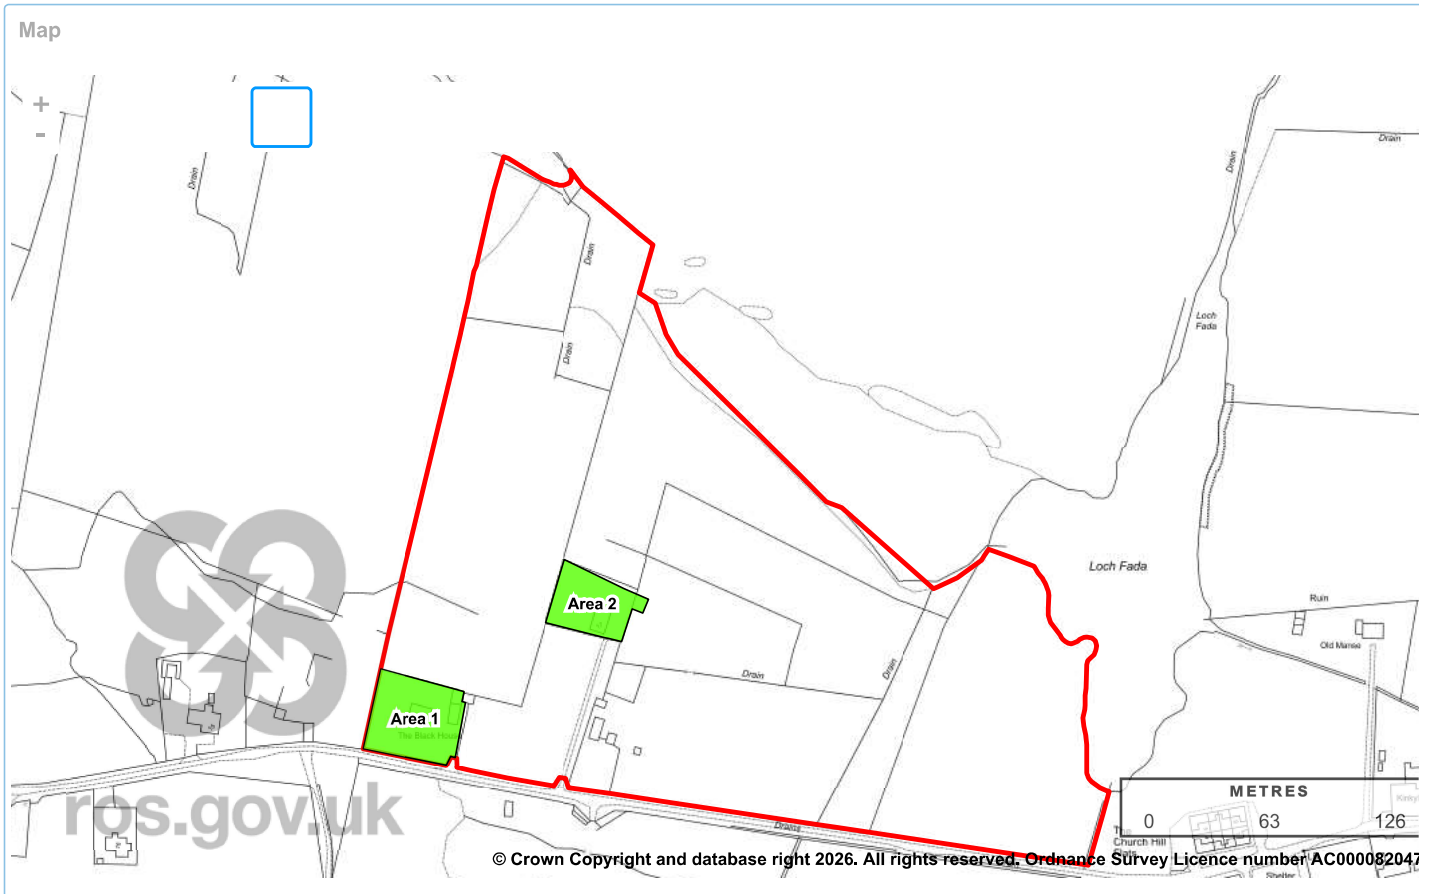 Map
+
-
Drain
Drain
Drain
Drain
Loch
Fada
Drain
Loch Fada
Ruin
Area 2
Old Manse
Drain
Drain
Area 1
The Black House
METRES
0 63 126
ros.gov.uk
Drains
Church Hill
Flats
© Crown Copyright and database right 2026. All rights reserved. Ordnance Survey Licence number AC000082047
Shelter